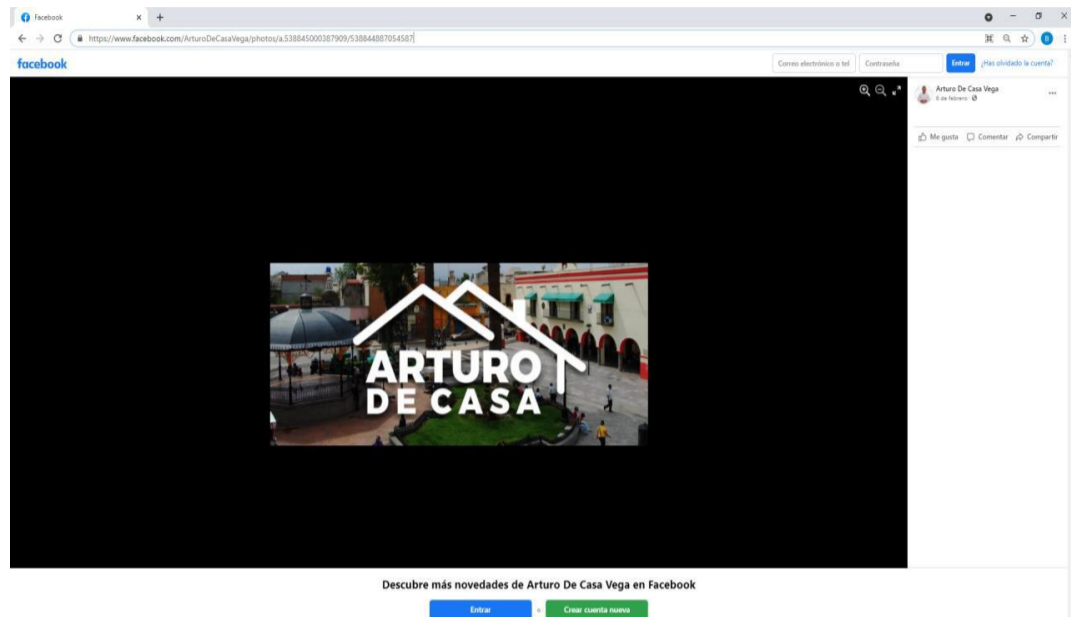 Facebook
https://www.facebook.com/ArturoDeCasaVega/photos/a.538845000387909/538844887054587
B
facebook
Correo electrónico o tel
Contraseña
Entrar
¿Has olvidado la cuenta?
Arturo De Casa Vega
6 de febrero
Me gusta
Comentar
Compartir
ARTURO
DE CASA
Descubre más novedades de Arturo De Casa Vega en Facebook
Entrar
o
Crear cuenta nueva